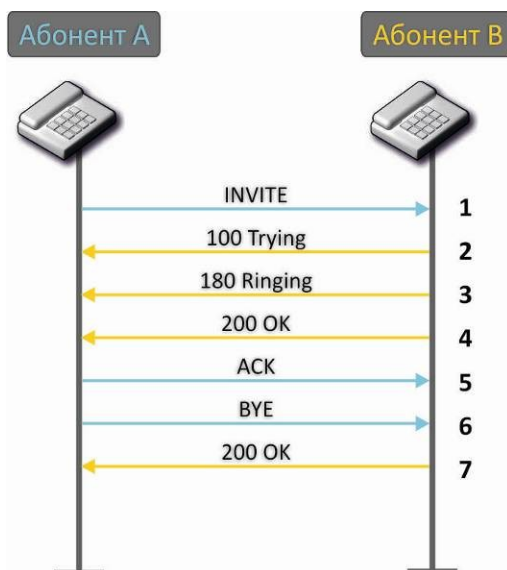 Абонент А
Абонент В
INVITE
1
100 Trying
2
180 Ringing
3
200 OK
4
ACK
5
BYE
6
200 OK
7